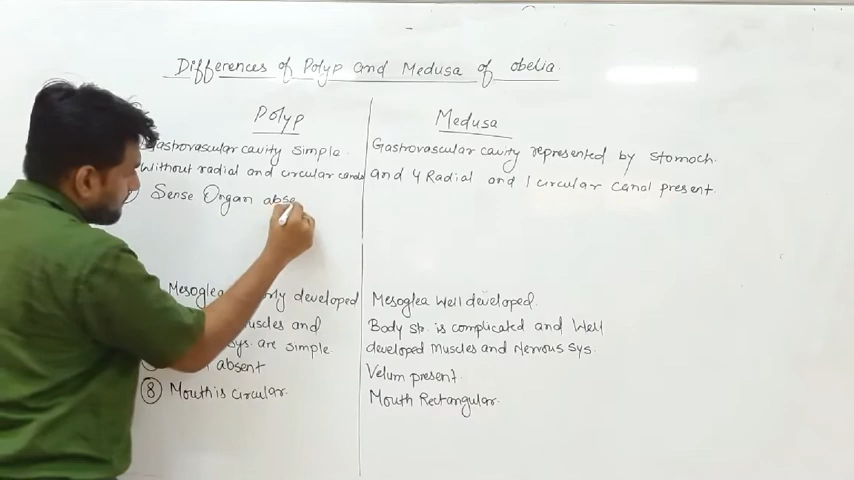 Differences of Polyp and Medusa of obelia.
Polyp
Medusa
Gastrovascular cavity simple.
Without radial and circular canals
Sense Organ abse
Mesoglea developed
uscles and
sys. are simple.
absent
8 Mouth is circular.
Gastrovascular cavity represented by stomach.
and 4 Radial and 1 circular Canal present.
Mesoglea Well developed.
Body str. is complicated and Well
developed Muscles and Nervous Sys.
Velum present.
Mouth Rectangular.